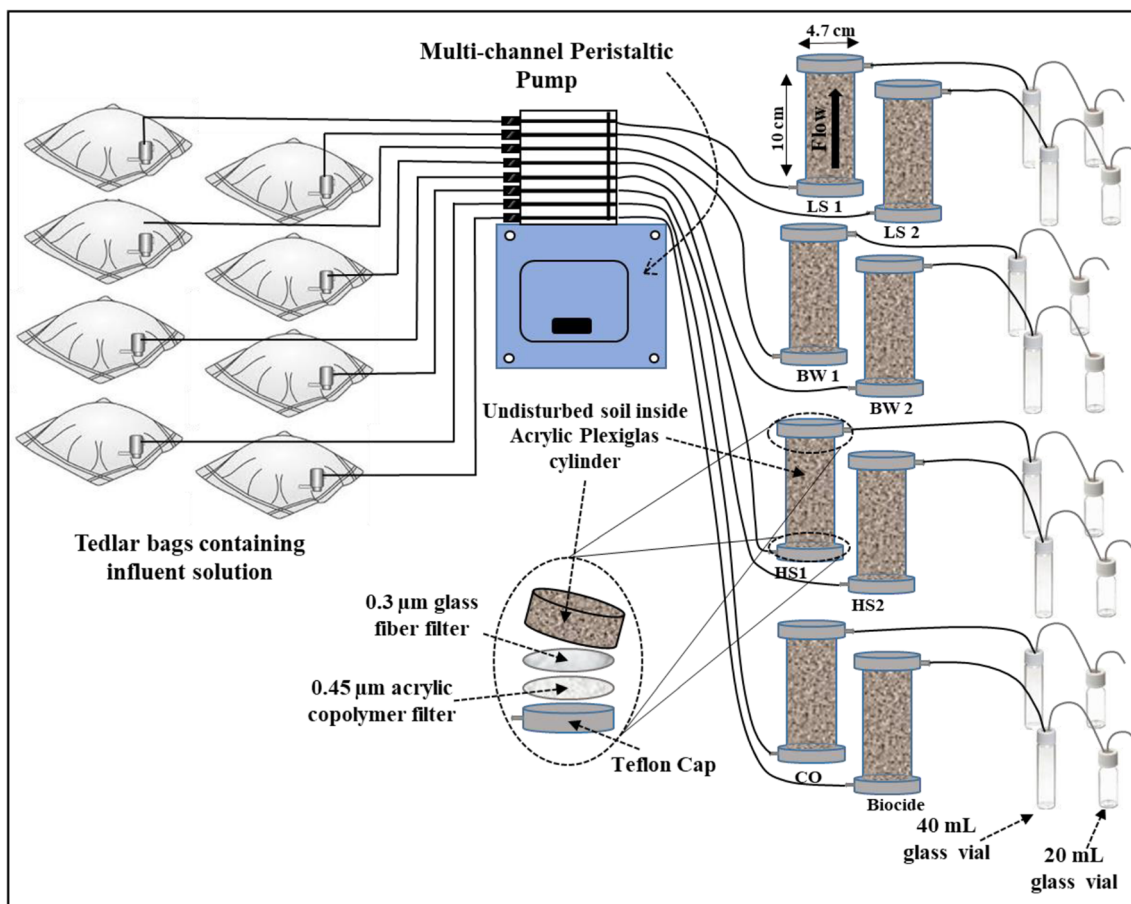 Multi-channel Peristaltic
Pump
4.7 cm
10 cm
Flow
LS 1
LS 2
BW 1
BW 2
Undisturbed soil inside
Acrylic Plexiglas
cylinder
HS1
HS2
Tedlar bags containing
influent solution
0.3 µm glass
fiber filter
0.45 µm acrylic
copolymer filter
Teflon Cap
CO
Biocide
40 mL
glass vial
20 mL
glass vial